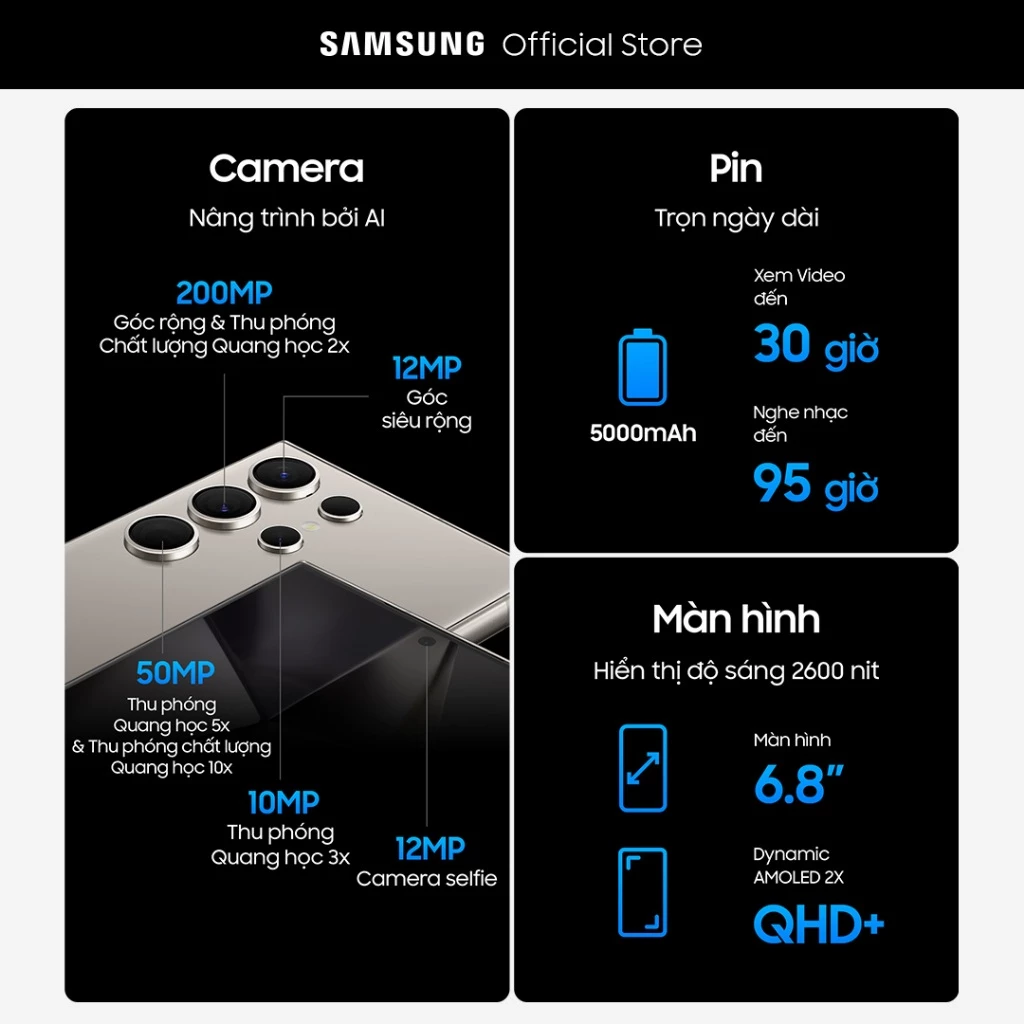 SAMSUNG Official Store
Camera
Nâng trình bởi AI
200MP
Góc rộng & Thu phóng
Chất lượng Quang học 2x
12MP
Góc
siêu rộng
50MP
Thu phóng
Quang học 5x
& Thu phóng chất lượng
Quang học 10x
10MP
Thu phóng
Quang học 3x
12MP
Camera selfie
Pin
Trọn ngày dài
5000mAh
Xem Video
đến
30 giờ
Nghe nhạc
đến
95 giờ
Màn hình
Hiển thị độ sáng 2600 nit
Màn hình
6.8”
Dynamic
AMOLED 2X
QHD+